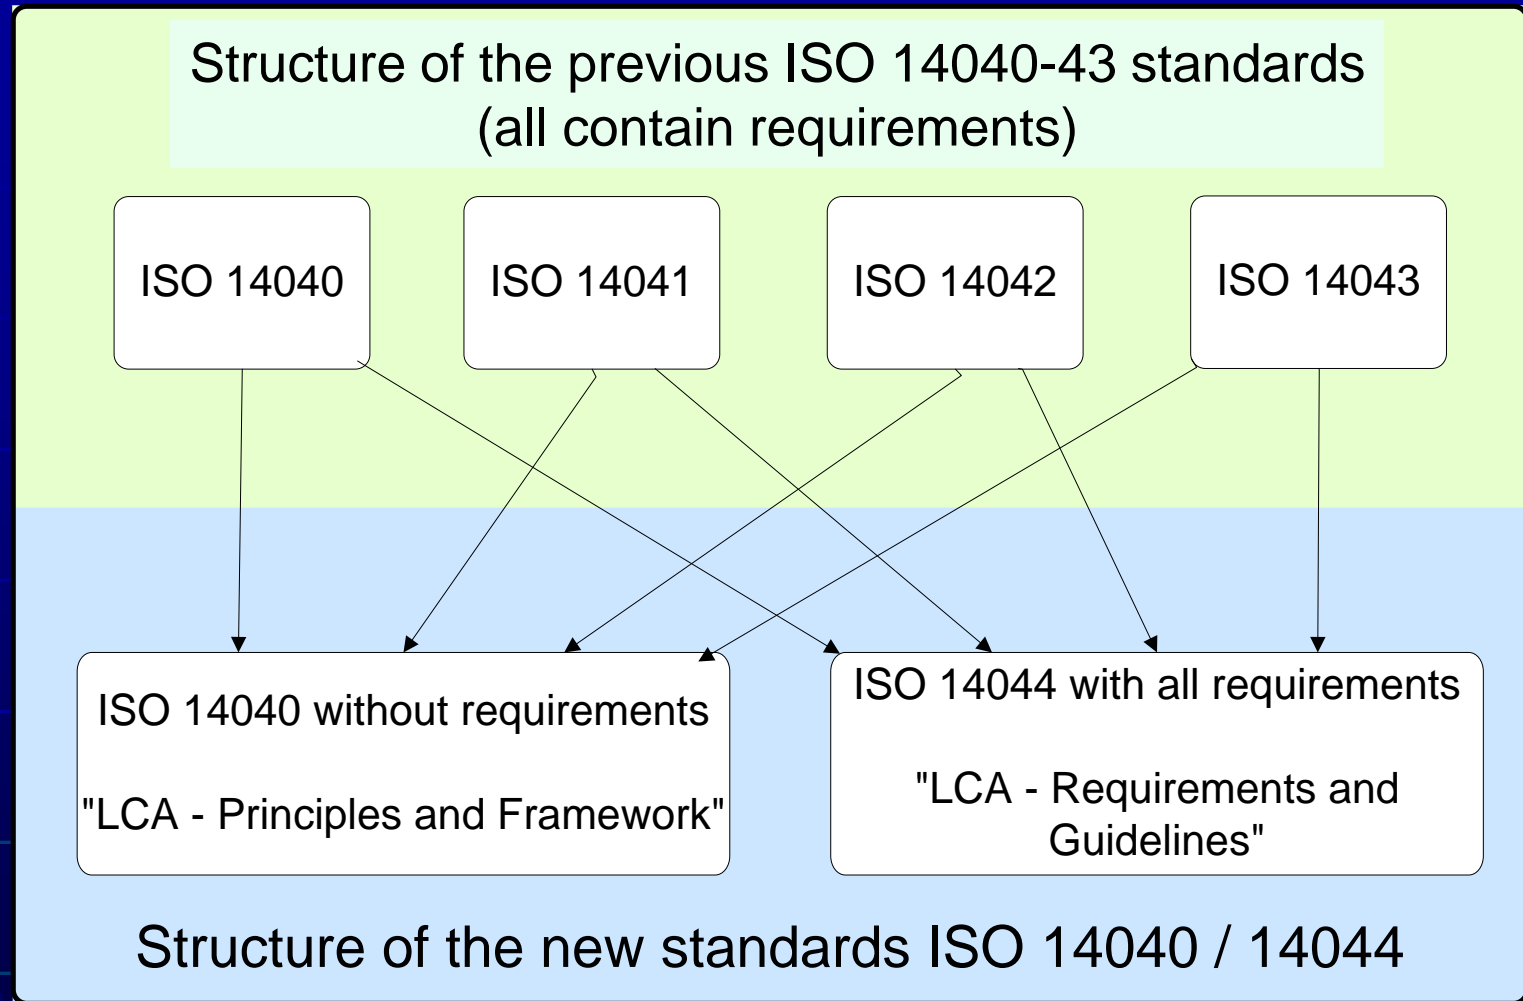 Structure of the previous ISO 14040-43 standards
(all contain requirements)
ISO 14040
ISO 14041
ISO 14042
ISO 14043
ISO 14040 without requirements
"LCA - Principles and Framework"
ISO 14044 with all requirements
"LCA - Requirements and
Guidelines"
Structure of the new standards ISO 14040 / 14044